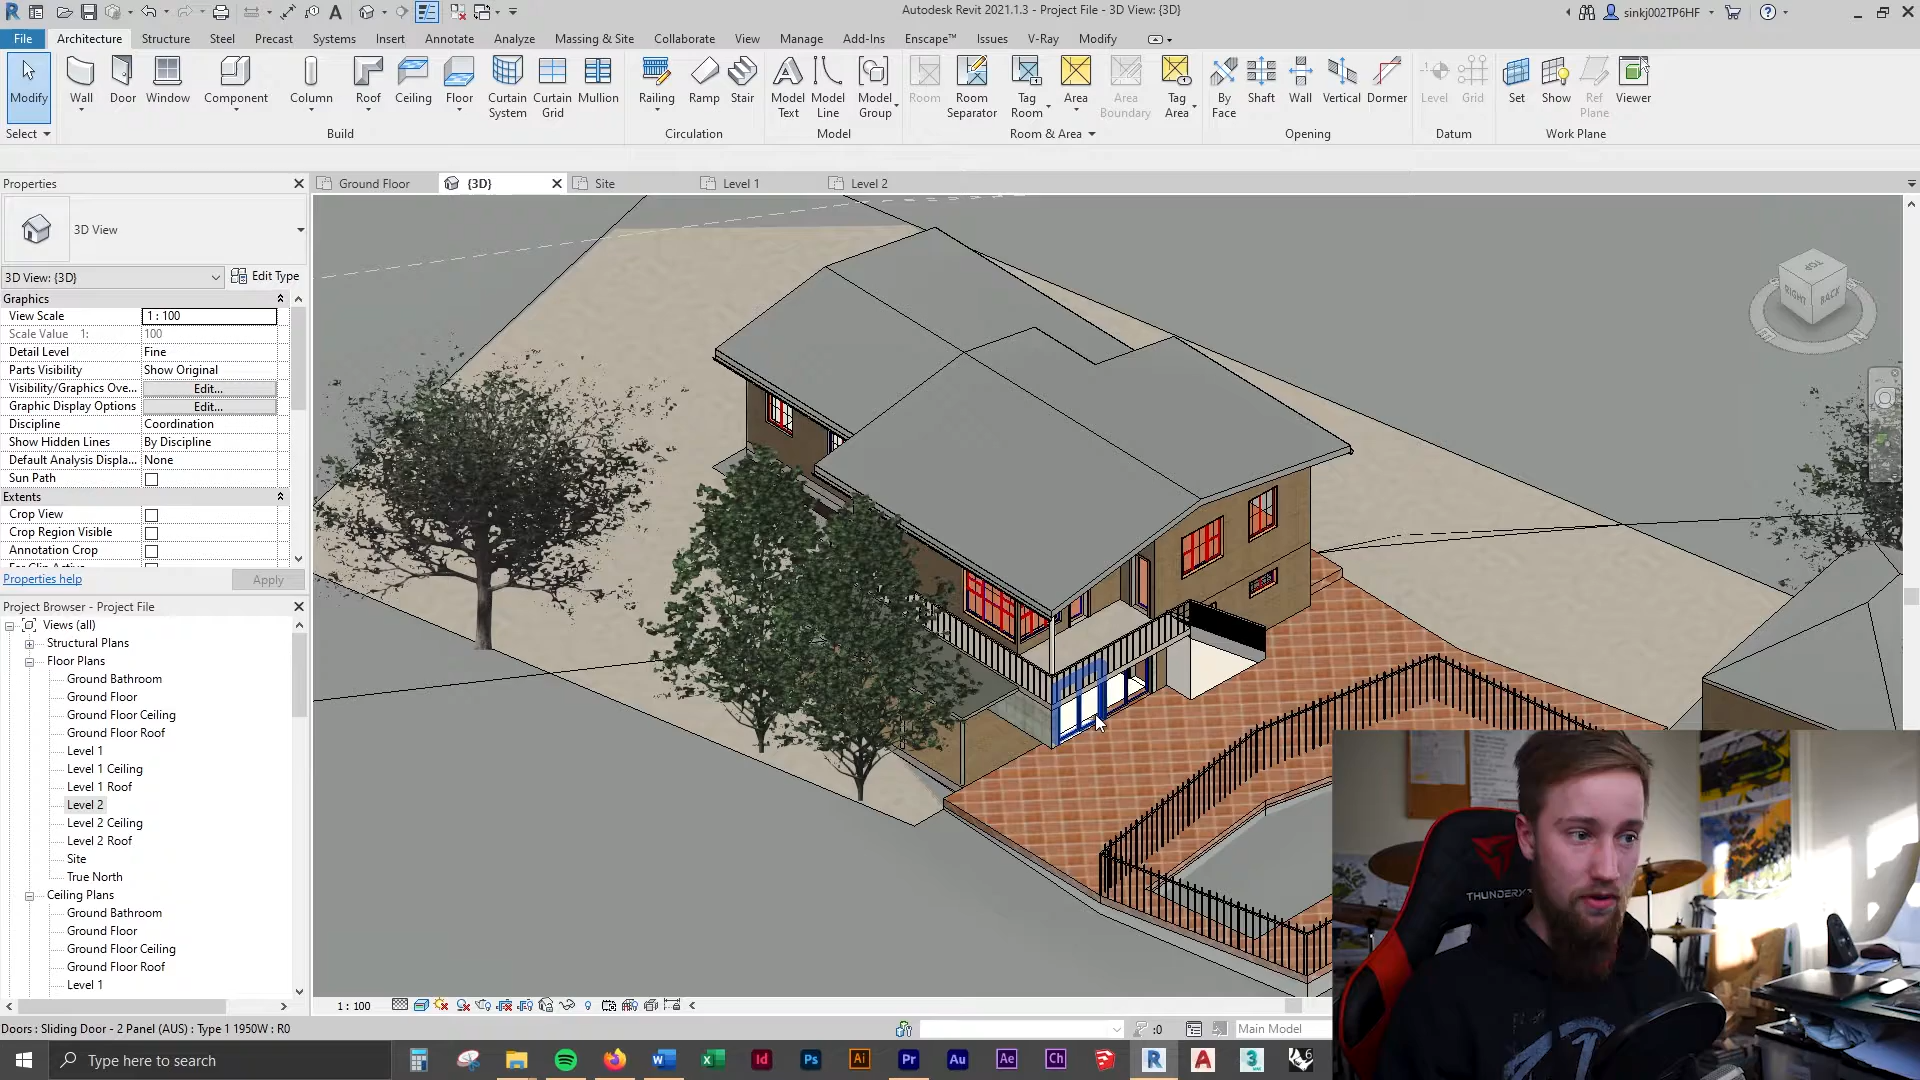 Autodesk Revit 2021.1.3 - Project File - 3D View: {3D}
sinkj002TP6HF
File Architecture Structure Steel Precast Systems Insert Annotate Analyze Massing & Site Collaborate View Manage Add-Ins Enscape™ Issues V-Ray Modify
Modify Wall Door Window Component Column Roof Ceiling Floor Curtain System Curtain Grid Mullion Railing Ramp Stair Model Text Model Line Model Group Room Room Separator Tag Room Area Area Boundary Tag Area By Face Shaft Wall Vertical Dormer Level Grid Set Show Ref Plane Viewer
Select Build Circulation Model Room & Area Opening Datum Work Plane
Properties
Ground Floor {3D} Site Level 1 Level 2
3D View
3D View: {3D} Edit Type
Graphics
View Scale 1 : 100
Scale Value 1: 100
Detail Level Fine
Parts Visibility Show Original
Visibility/Graphics Ove... Edit...
Graphic Display Options Edit...
Discipline Coordination
Show Hidden Lines By Discipline
Default Analysis Displa... None
Sun Path
Extents
Crop View
Crop Region Visible
Annotation Crop
Properties help Apply
Project Browser - Project File
Views (all)
Structural Plans
Floor Plans
Ground Bathroom
Ground Floor
Ground Floor Ceiling
Ground Floor Roof
Level 1
Level 1 Ceiling
Level 1 Roof
Level 2
Level 2 Ceiling
Level 2 Roof
Site
True North
Ceiling Plans
Ground Bathroom
Ground Floor
Ground Floor Ceiling
Ground Floor Roof
Level 1
TOP
RIGHT BACK
THUNDERX
1 : 100
Doors : Sliding Door - 2 Panel (AUS) : Type 1 1950W : R0
:0
Main Model
Type here to search